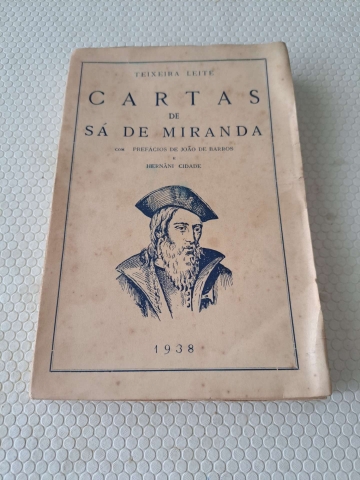 TEIXEIRA LEITE
CARTAS
DE
SÁ DE MIRANDA
COM PREFÁCIOS DE JOÃO DE BARROS
E
HERNÂNI CIDADE
1938